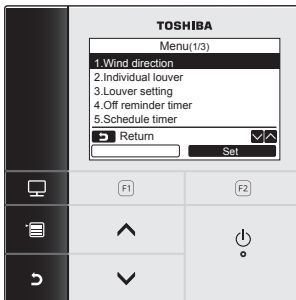 TOSHIBA
Menu(1/3)
1.Wind direction
2.Individual louver
3.Louver setting
4.Off reminder timer
5.Schedule timer
Return
Set
F1 F2